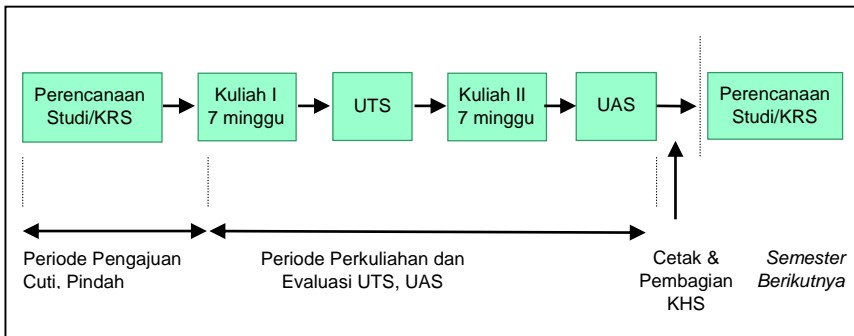 Perencanaan
Studi/KRS
Kuliah I
7 minggu
UTS
Kuliah II
7 minggu
UAS
Perencanaan
Studi/KRS
Periode Pengajuan
Cuti, Pindah
Periode Perkuliahan dan
Evaluasi UTS, UAS
Cetak &
Pembagian
KHS
Semester
Berikutnya